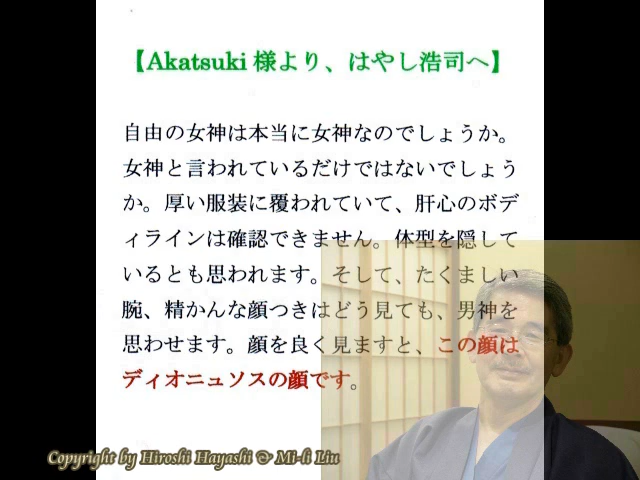 【Akatsuki 様より、はやし浩司へ】
自由の女神は本当に女神なのでしょうか。
女神と言われているだけではないでしょう
か。厚い服装に覆われていて、肝心のボデ
ィラインは確認できません。体型を隠して
いるとも思われます。そして、たくましい
腕、精かんな顔つきはどう見ても、男神を
思わせます。顔を良く見ますと、この顔は
ディオニュソスの顔です。
Copyright by Hiroshi Hayashi & Mi-li Liu